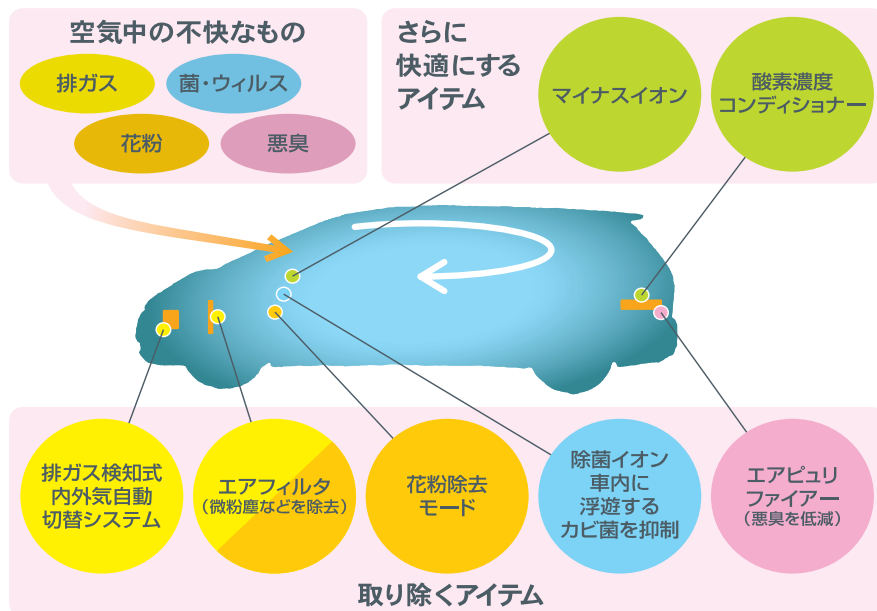 空気中の不快なもの
排ガス
菌・ウィルス
花粉
悪臭
さらに
快適にする
アイテム
マイナスイオン
酸素濃度
コンディショナー
排ガス検知式
内外気自動
切替システム
エアフィルタ
（微粉塵などを除去）
花粉除去
モード
除菌イオン
車内に
浮遊する
カビ菌を抑制
エアピュリ
ファイアー
（悪臭を低減）
取り除くアイテム